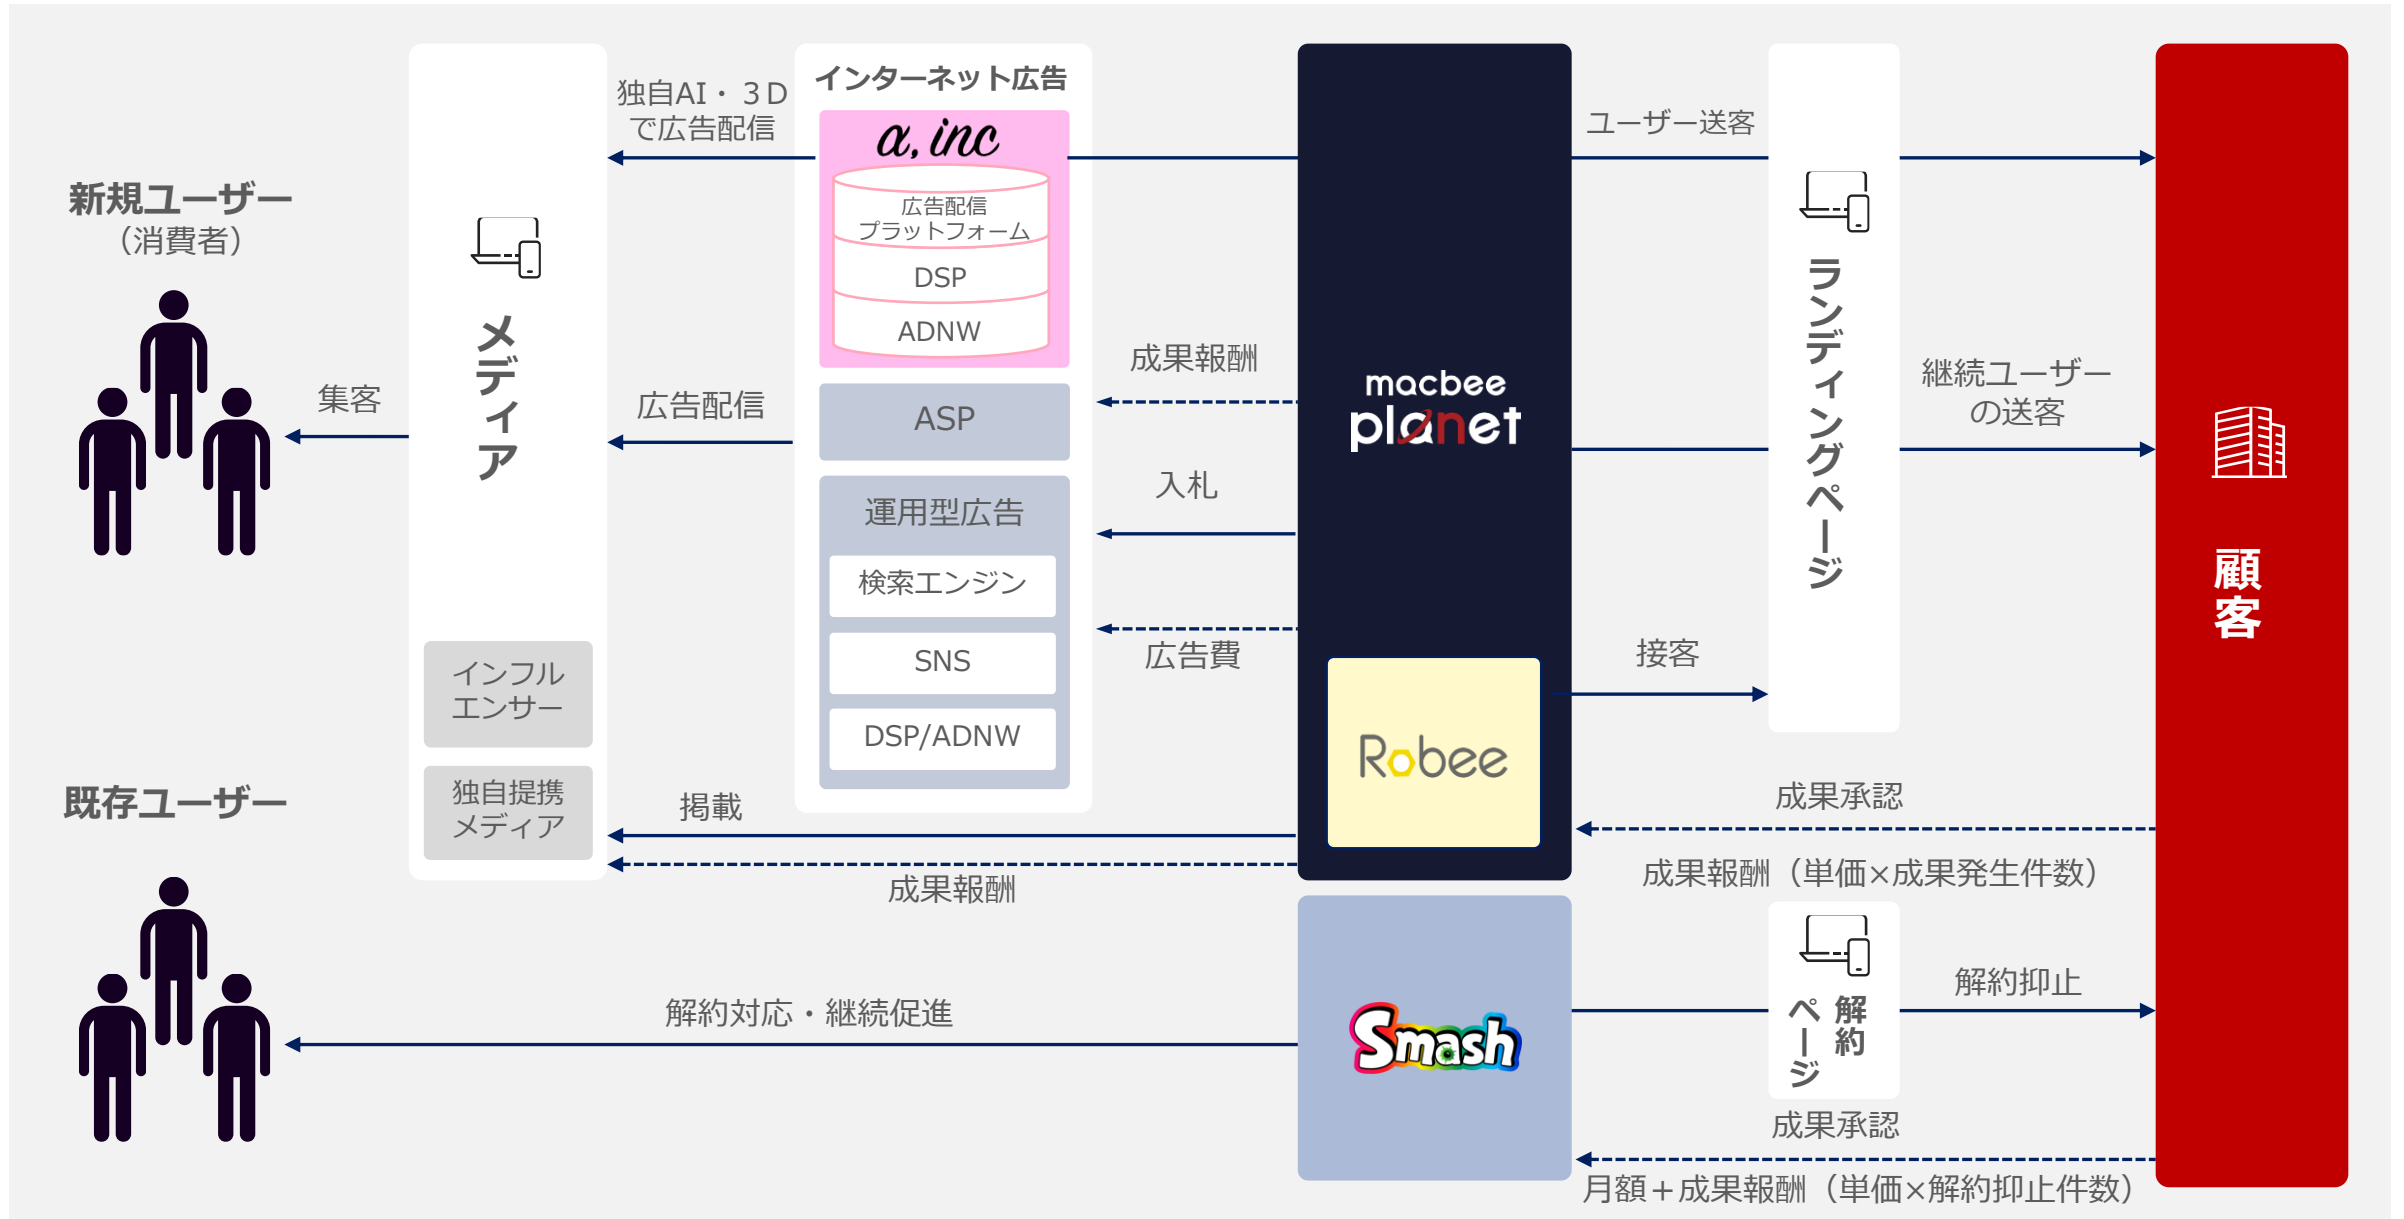 新規ユーザー
（消費者）
集客
既存ユーザー
メディア
インフル
エンサー
独自提携
メディア
独自AI・３D
で広告配信
広告配信
掲載
成果報酬
解約対応・継続促進
インターネット広告
α, inc
広告配信
プラットフォーム
DSP
ADNW
ASP
運用型広告
検索エンジン
SNS
DSP/ADNW
成果報酬
入札
広告費
macbee
planet
Robee
Smash
ユーザー送客
接客
ランディングページ
継続ユーザー
の送客
成果承認
成果報酬（単価×成果発生件数）
解約
ページ
解約抑止
成果承認
月額＋成果報酬（単価×解約抑止件数）
顧客